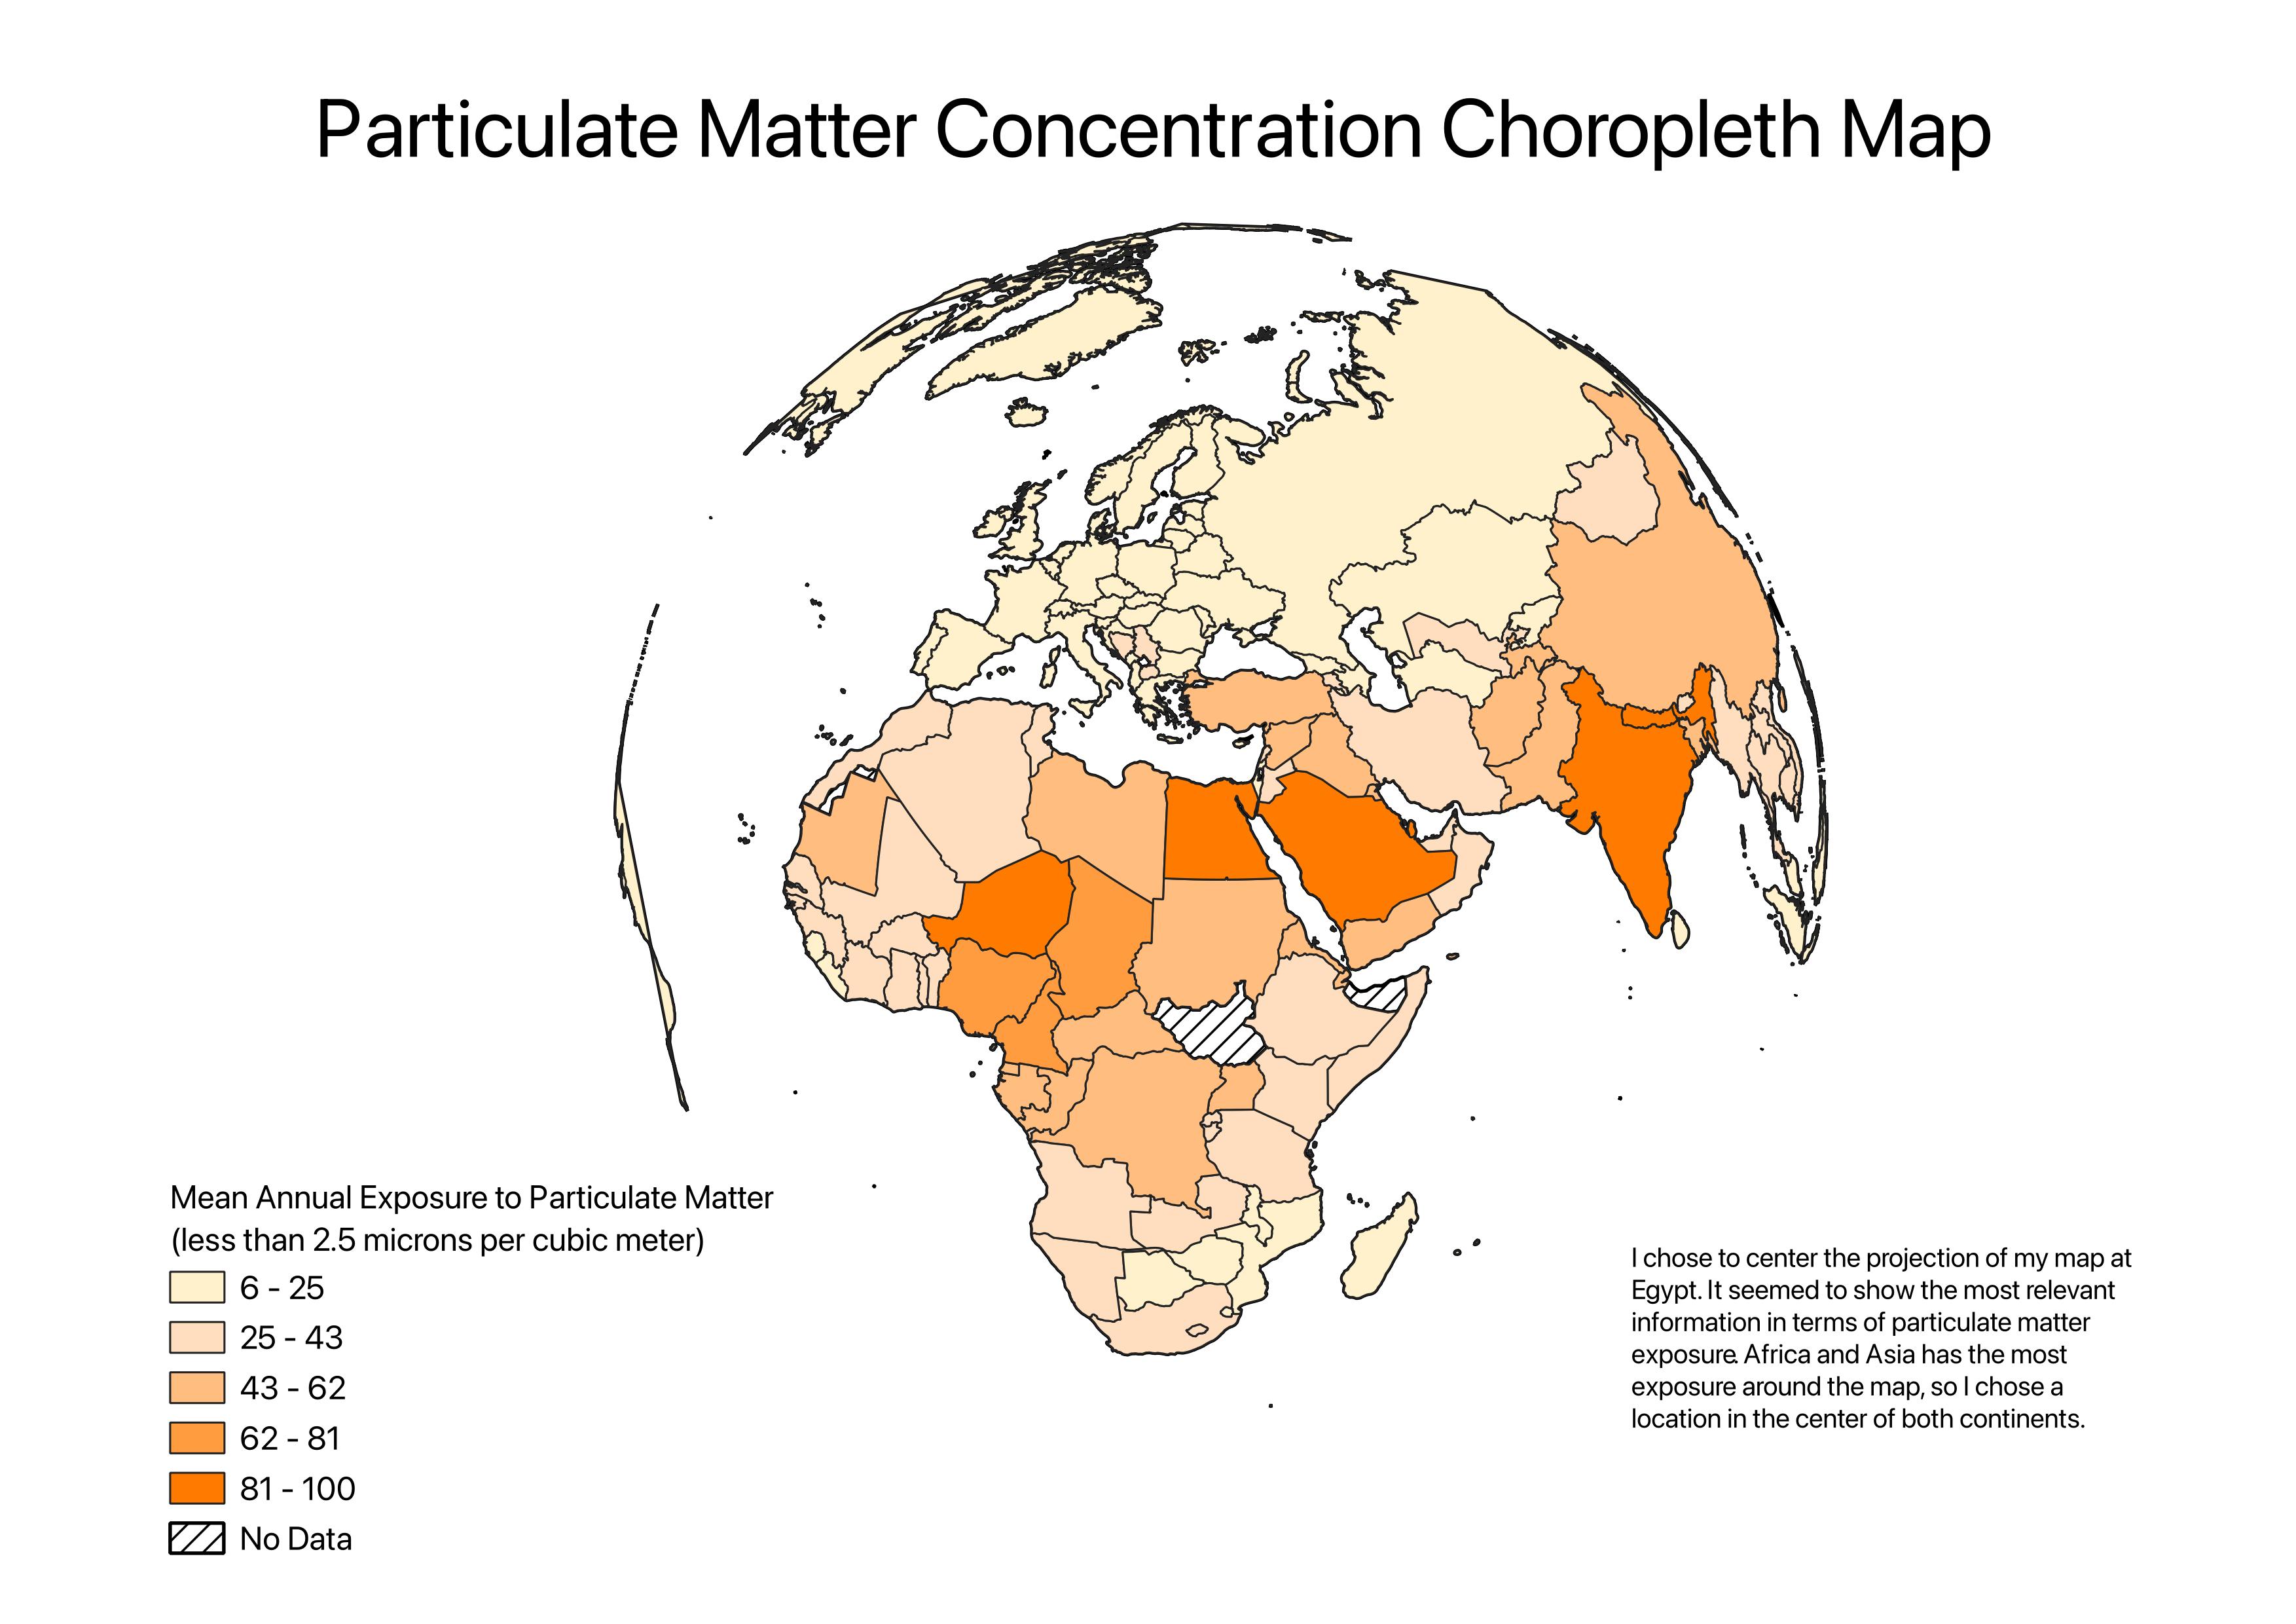 Particulate Matter Concentration Choropleth Map
Mean Annual Exposure to Particulate Matter
(less than 2.5 microns per cubic meter)
6 - 25
25 - 43
43 - 62
62 - 81
81 - 100
No Data
I chose to center the projection of my map at
Egypt. It seemed to show the most relevant
information in terms of particulate matter
exposure. Africa and Asia has the most
exposure around the map, so I chose a
location in the center of both continents.